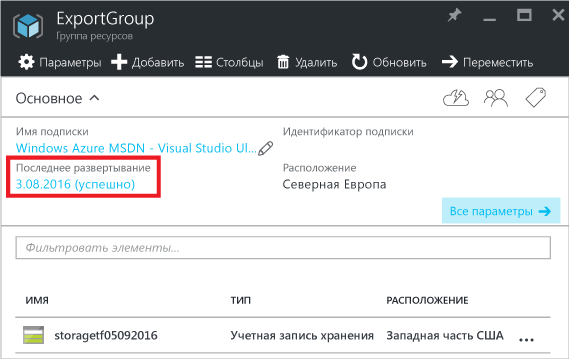 ExportGroup
Группа ресурсов
Параметры Добавить Столбцы Удалить Обновить Переместить
Основное
Имя подписки Идентификатор подписки
Windows Azure MSDN - Visual Studio Ul...
Последнее развертывание Расположение
3.08.2016 (успешно) Северная Европа
Все параметры
Фильтровать элементы...
ИМЯ ТИП РАСПОЛОЖЕНИЕ
storagetf05092016 Учетная запись хранения Западная часть США ...